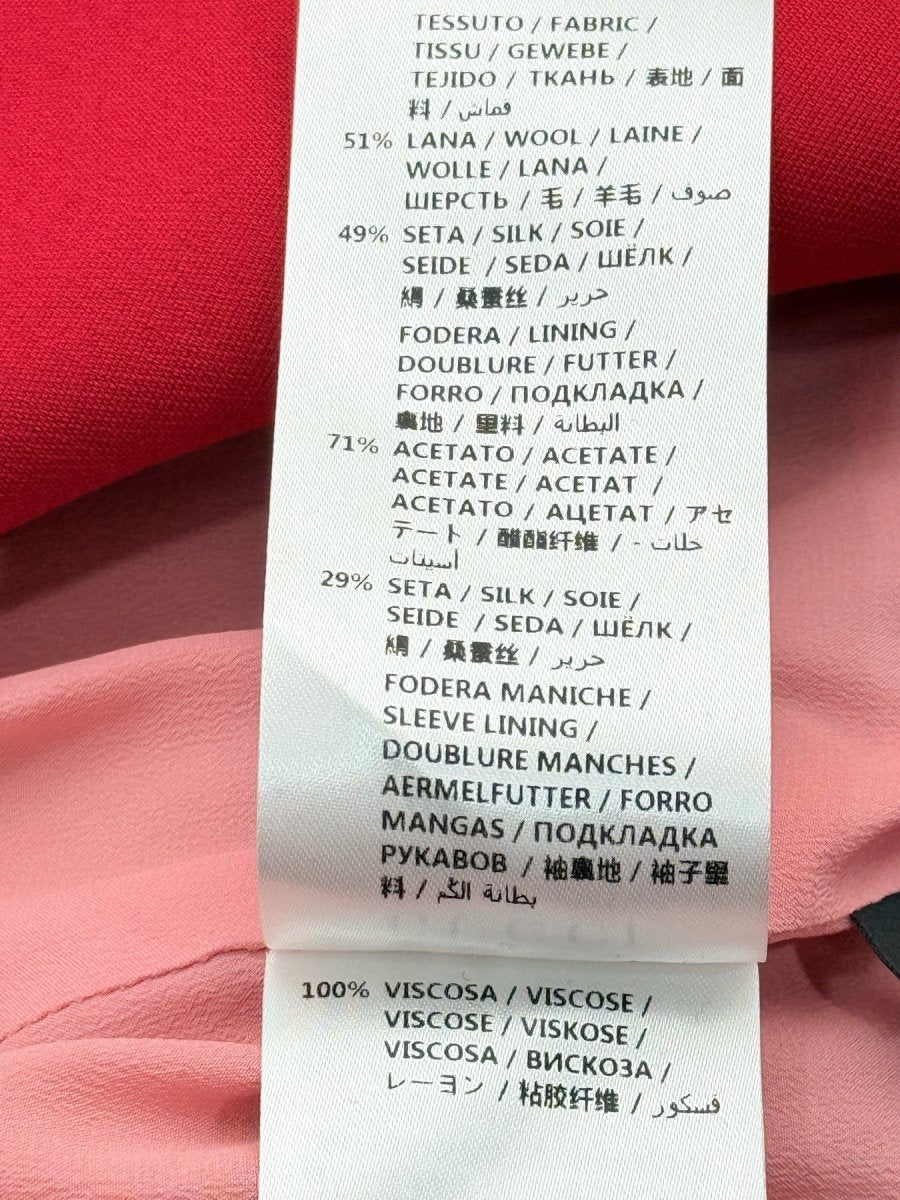 TESSUTO / FABRIC /
TISSU / GEWEBE /
TEJIDO / ТКАНЬ / 表地 / 面
料 / قماش
51% LANA / WOOL / LAINE /
WOLLE / LANA /
ШЕРСТЬ / 毛 / 羊毛 / صوف
49% SETA / SILK / SOIE /
SEIDE / SEDA / ШЁЛК /
絹 / 桑蚕丝 / حرير
FODERA / LINING /
DOUBLURE / FUTTER /
FORRO / ПОДКЛАДКА /
裏地 / 里料 / البطانة
71% ACETATO / ACETATE /
ACETATE / ACETAT /
ACETATO / АЦЕТАТ / アセ
テート / 醋酯纤维 / خلات -
أسيتات
29% SETA / SILK / SOIE /
SEIDE / SEDA / ШЁЛК /
絹 / 桑蚕丝 / حرير
FODERA MANICHE /
SLEEVE LINING /
DOUBLURE MANCHES /
AERMELFUTTER / FORRO
MANGAS / ПОДКЛАДКА
РУКАВОВ / 袖裏地 / 袖子里
料 / بطانة الكم
100% VISCOSA / VISCOSE /
VISCOSE / VISKOSE /
VISCOSA / ВИСКОЗА /
レーヨン / 粘胶纤维 / فسكور